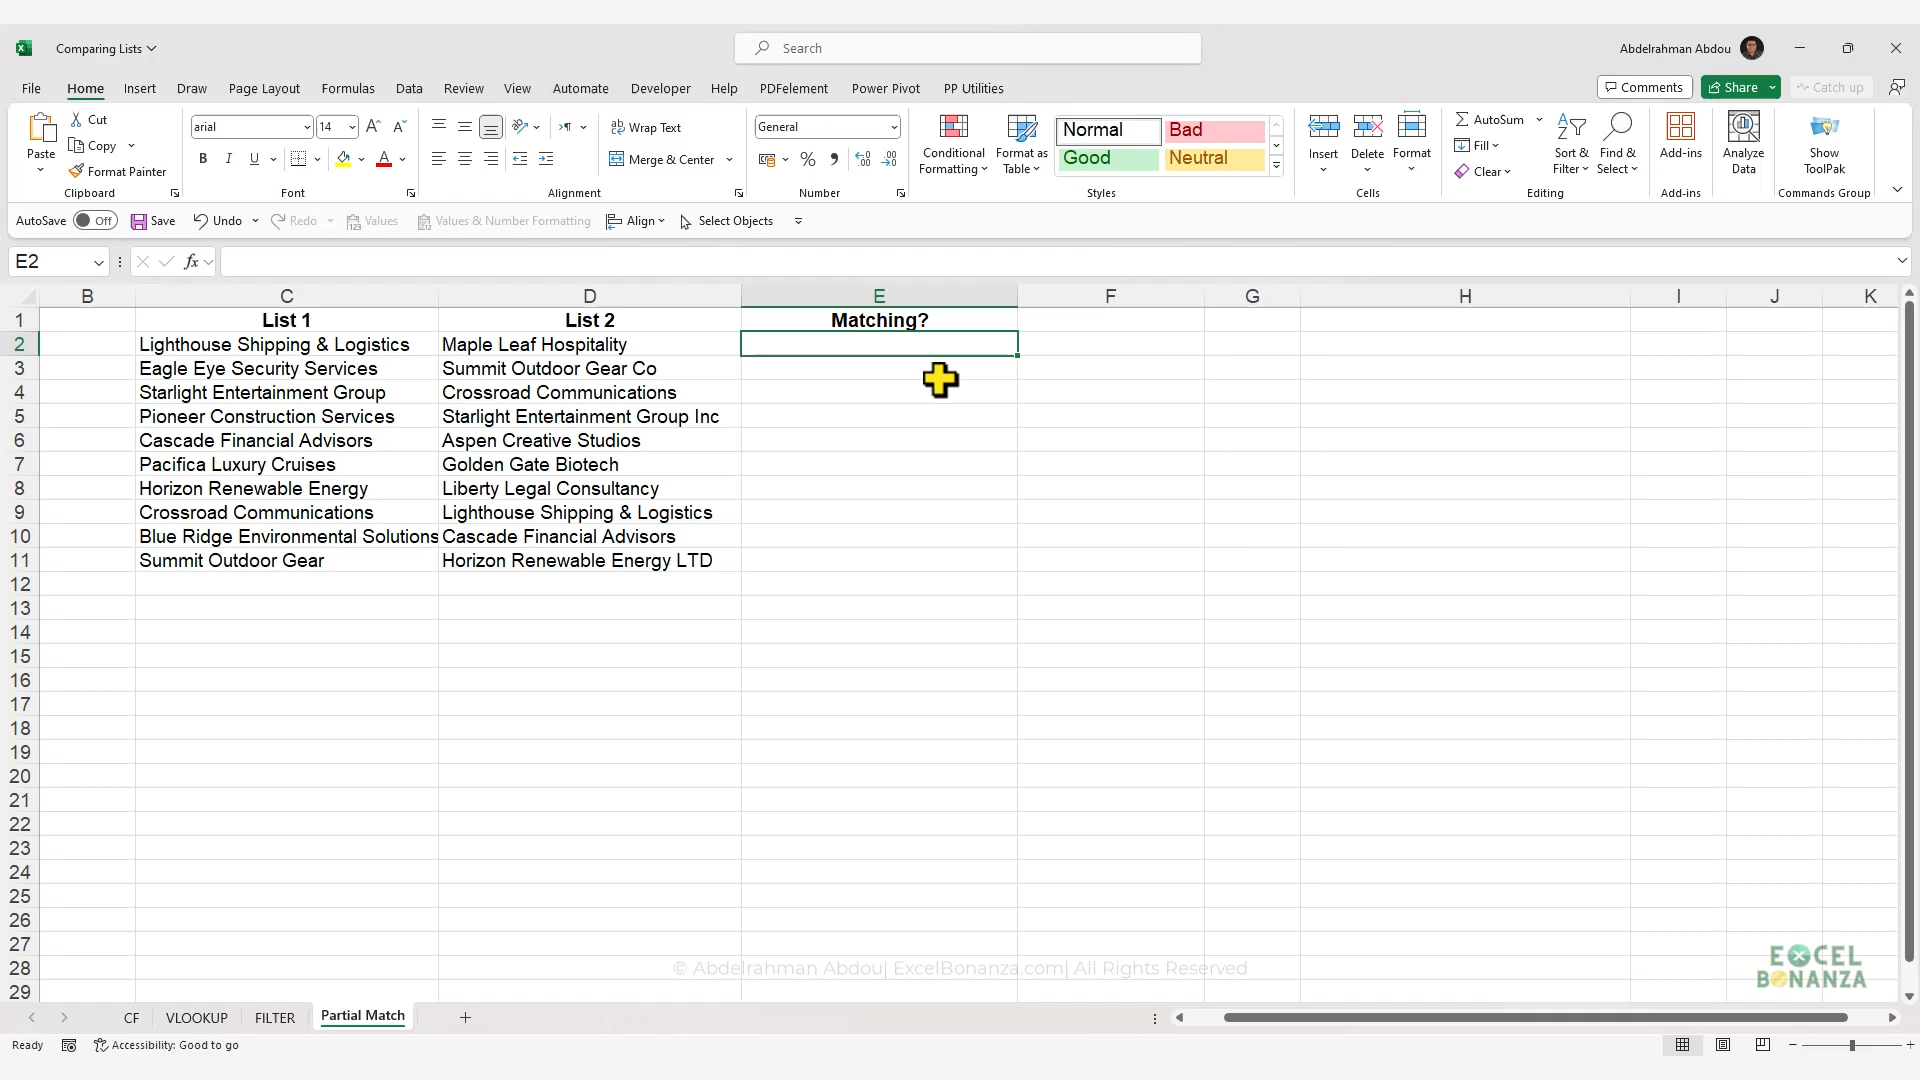 Comparing Lists
Search
Abdelrahman Abdou
File Home Insert Draw Page Layout Formulas Data Review View Automate Developer Help PDFelement Power Pivot PP Utilities
Comments Share Catch up
Paste
Cut
Copy
Format Painter
Clipboard
arial 14
B I U
Font
Wrap Text
Merge & Center
Alignment
General
Number
Conditional Formatting
Format as Table
Normal Bad
Good Neutral
Styles
Insert Delete Format
Cells
AutoSum
Fill
Clear
Sort & Filter
Find & Select
Editing
Add-ins
Add-ins
Analyze Data
Show ToolPak
Commands Group
AutoSave Off Save Undo Redo Values Values & Number Formatting Align Select Objects
E2 fx
B C D E F G H I J K
1 List 1 List 2 Matching?
2 Lighthouse Shipping & Logistics Maple Leaf Hospitality
3 Eagle Eye Security Services Summit Outdoor Gear Co
4 Starlight Entertainment Group Crossroad Communications
5 Pioneer Construction Services Starlight Entertainment Group Inc
6 Cascade Financial Advisors Aspen Creative Studios
7 Pacifica Luxury Cruises Golden Gate Biotech
8 Horizon Renewable Energy Liberty Legal Consultancy
9 Crossroad Communications Lighthouse Shipping & Logistics
10 Blue Ridge Environmental Solutions Cascade Financial Advisors
11 Summit Outdoor Gear Horizon Renewable Energy LTD
12
13
14
15
16
17
18
19
20
21
22
23
24
25
26
27
28
29
© Abdelrahman Abdou| ExcelBonanza.com| All Rights Reserved
EXCEL
BONANZA
CF VLOOKUP FILTER Partial Match
Ready Accessibility: Good to go